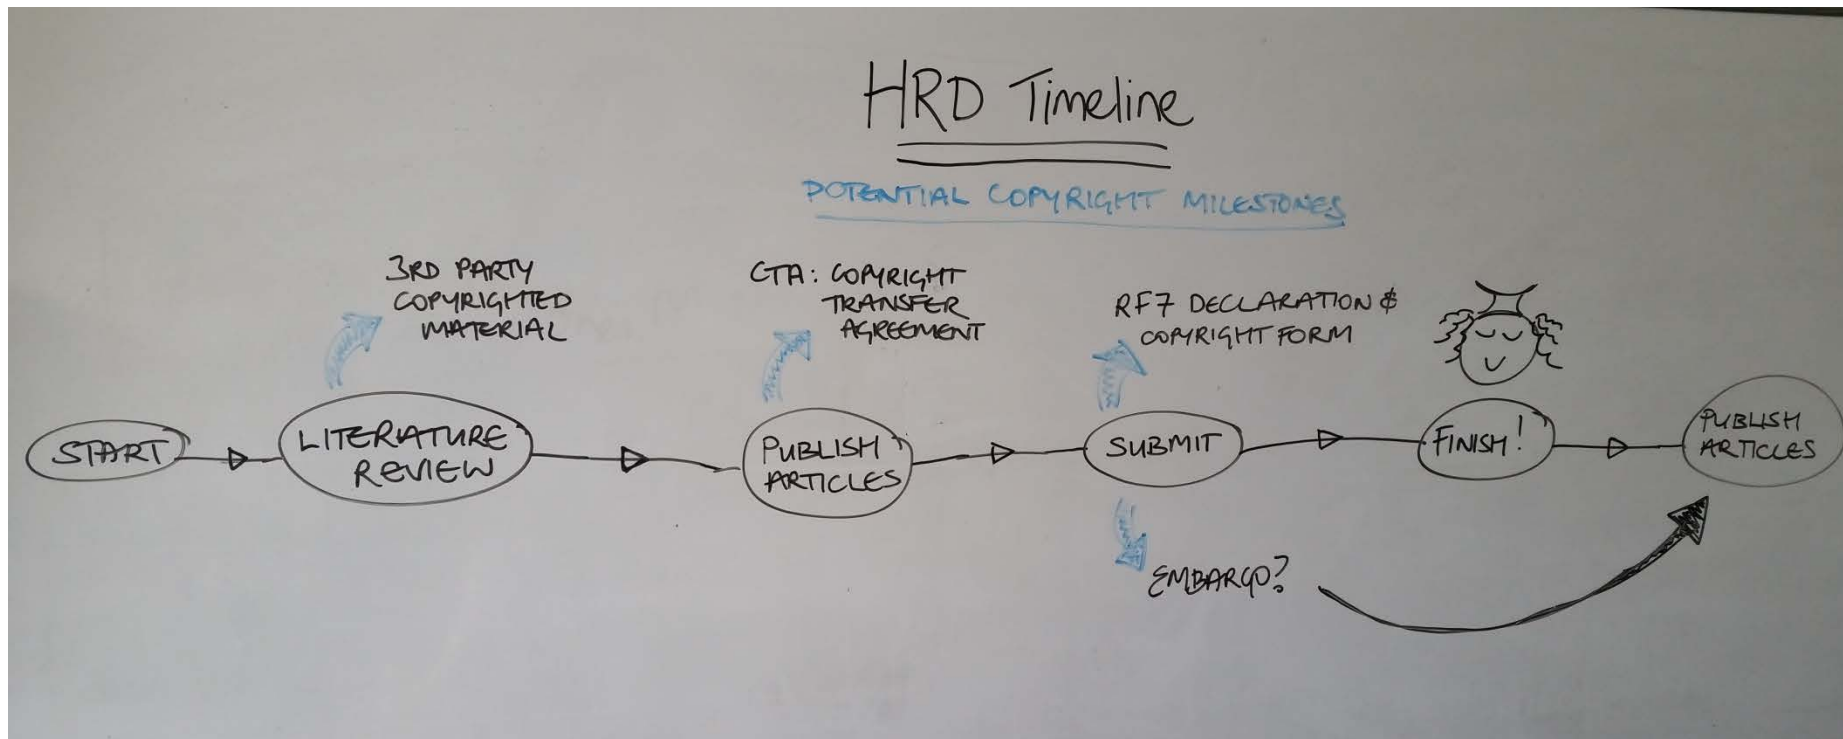 HRD Timeline
POTENTIAL COPYRIGHT MILESTONES
3RD PARTY
COPYRIGHTED
MATERIAL
CTA: COPYRIGHT
TRANSFER
AGREEMENT
RF7 DECLARATION &
COPYRIGHT FORM
START
LITERATURE
REVIEW
PUBLISH
ARTICLES
SUBMIT
FINISH!
PUBLISH
ARTICLES
EMBARGO?